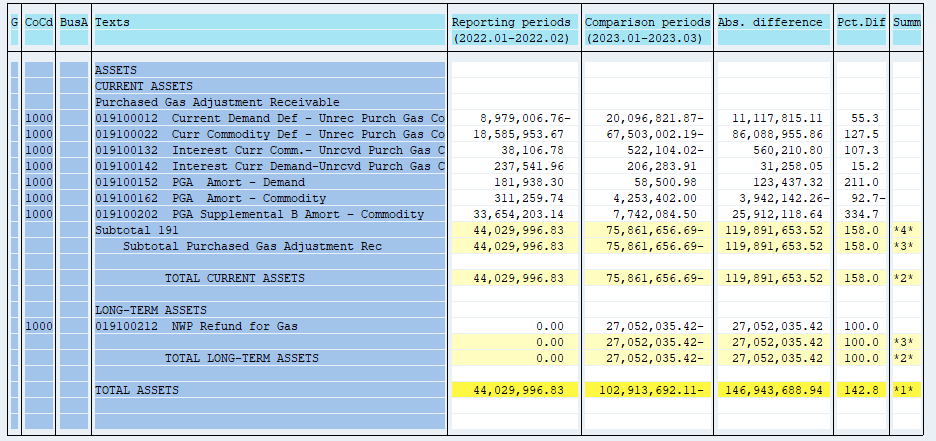 G CoCd BusA Texts Reporting periods Comparison periods Abs. difference Pct.Dif Summ
(2022.01-2022.02) (2023.01-2023.03)
ASSETS
CURRENT ASSETS
Purchased Gas Adjustment Receivable
1000 019100012 Current Demand Def - Unrec Purch Gas Co 8,979,006.76- 20,096,821.87- 11,117,815.11 55.3
1000 019100022 Curr Commodity Def - Unrec Purch Gas Co 18,585,953.67 67,503,002.19- 86,088,955.86 127.5
1000 019100132 Interest Curr Comm.- Unrcvd Purch Gas C 38,106.78 522,104.02- 560,210.80 107.3
1000 019100142 Interest Curr Demand-Unrcvd Purch Gas C 237,541.96 206,283.91 31,258.05 15.2
1000 019100152 PGA Amort - Demand 181,938.30 58,500.98 123,437.32 211.0
1000 019100162 PGA Amort - Commodity 311,259.74 4,253,402.00 3,942,142.26- 92.7-
1000 019100202 PGA Supplemental B Amort - Commodity 33,654,203.14 7,742,084.50 25,912,118.64 334.7
Subtotal 191 44,029,996.83 75,861,656.69- 119,891,653.52 158.0 *4*
Subtotal Purchased Gas Adjustment Rec 44,029,996.83 75,861,656.69- 119,891,653.52 158.0 *3*
TOTAL CURRENT ASSETS 44,029,996.83 75,861,656.69- 119,891,653.52 158.0 *2*
LONG-TERM ASSETS
1000 019100212 NWP Refund for Gas 0.00 27,052,035.42- 27,052,035.42 100.0
0.00 27,052,035.42- 27,052,035.42 100.0 *3*
TOTAL LONG-TERM ASSETS 0.00 27,052,035.42- 27,052,035.42 100.0 *2*
TOTAL ASSETS 44,029,996.83 102,913,692.11- 146,943,688.94 142.8 *1*